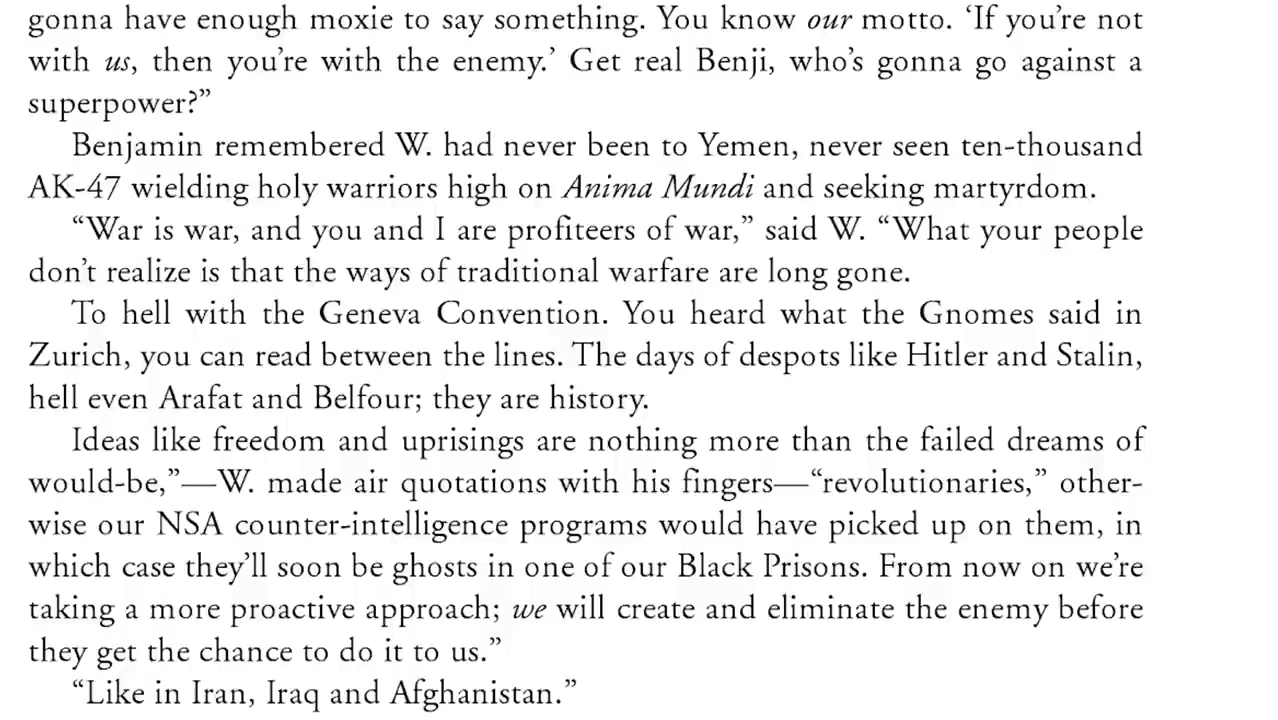 gonna have enough moxie to say something. You know our motto. ‘If you’re not
with us, then you’re with the enemy.’ Get real Benji, who’s gonna go against a
superpower?”
Benjamin remembered W. had never been to Yemen, never seen ten-thousand
AK-47 wielding holy warriors high on Anima Mundi and seeking martyrdom.
“War is war, and you and I are profiteers of war,” said W. “What your people
don’t realize is that the ways of traditional warfare are long gone.
To hell with the Geneva Convention. You heard what the Gnomes said in
Zurich, you can read between the lines. The days of despots like Hitler and Stalin,
hell even Arafat and Belfour; they are history.
Ideas like freedom and uprisings are nothing more than the failed dreams of
would-be,”—W. made air quotations with his fingers—“revolutionaries,” other-
wise our NSA counter-intelligence programs would have picked up on them, in
which case they’ll soon be ghosts in one of our Black Prisons. From now on we’re
taking a more proactive approach; we will create and eliminate the enemy before
they get the chance to do it to us.”
“Like in Iran, Iraq and Afghanistan.”